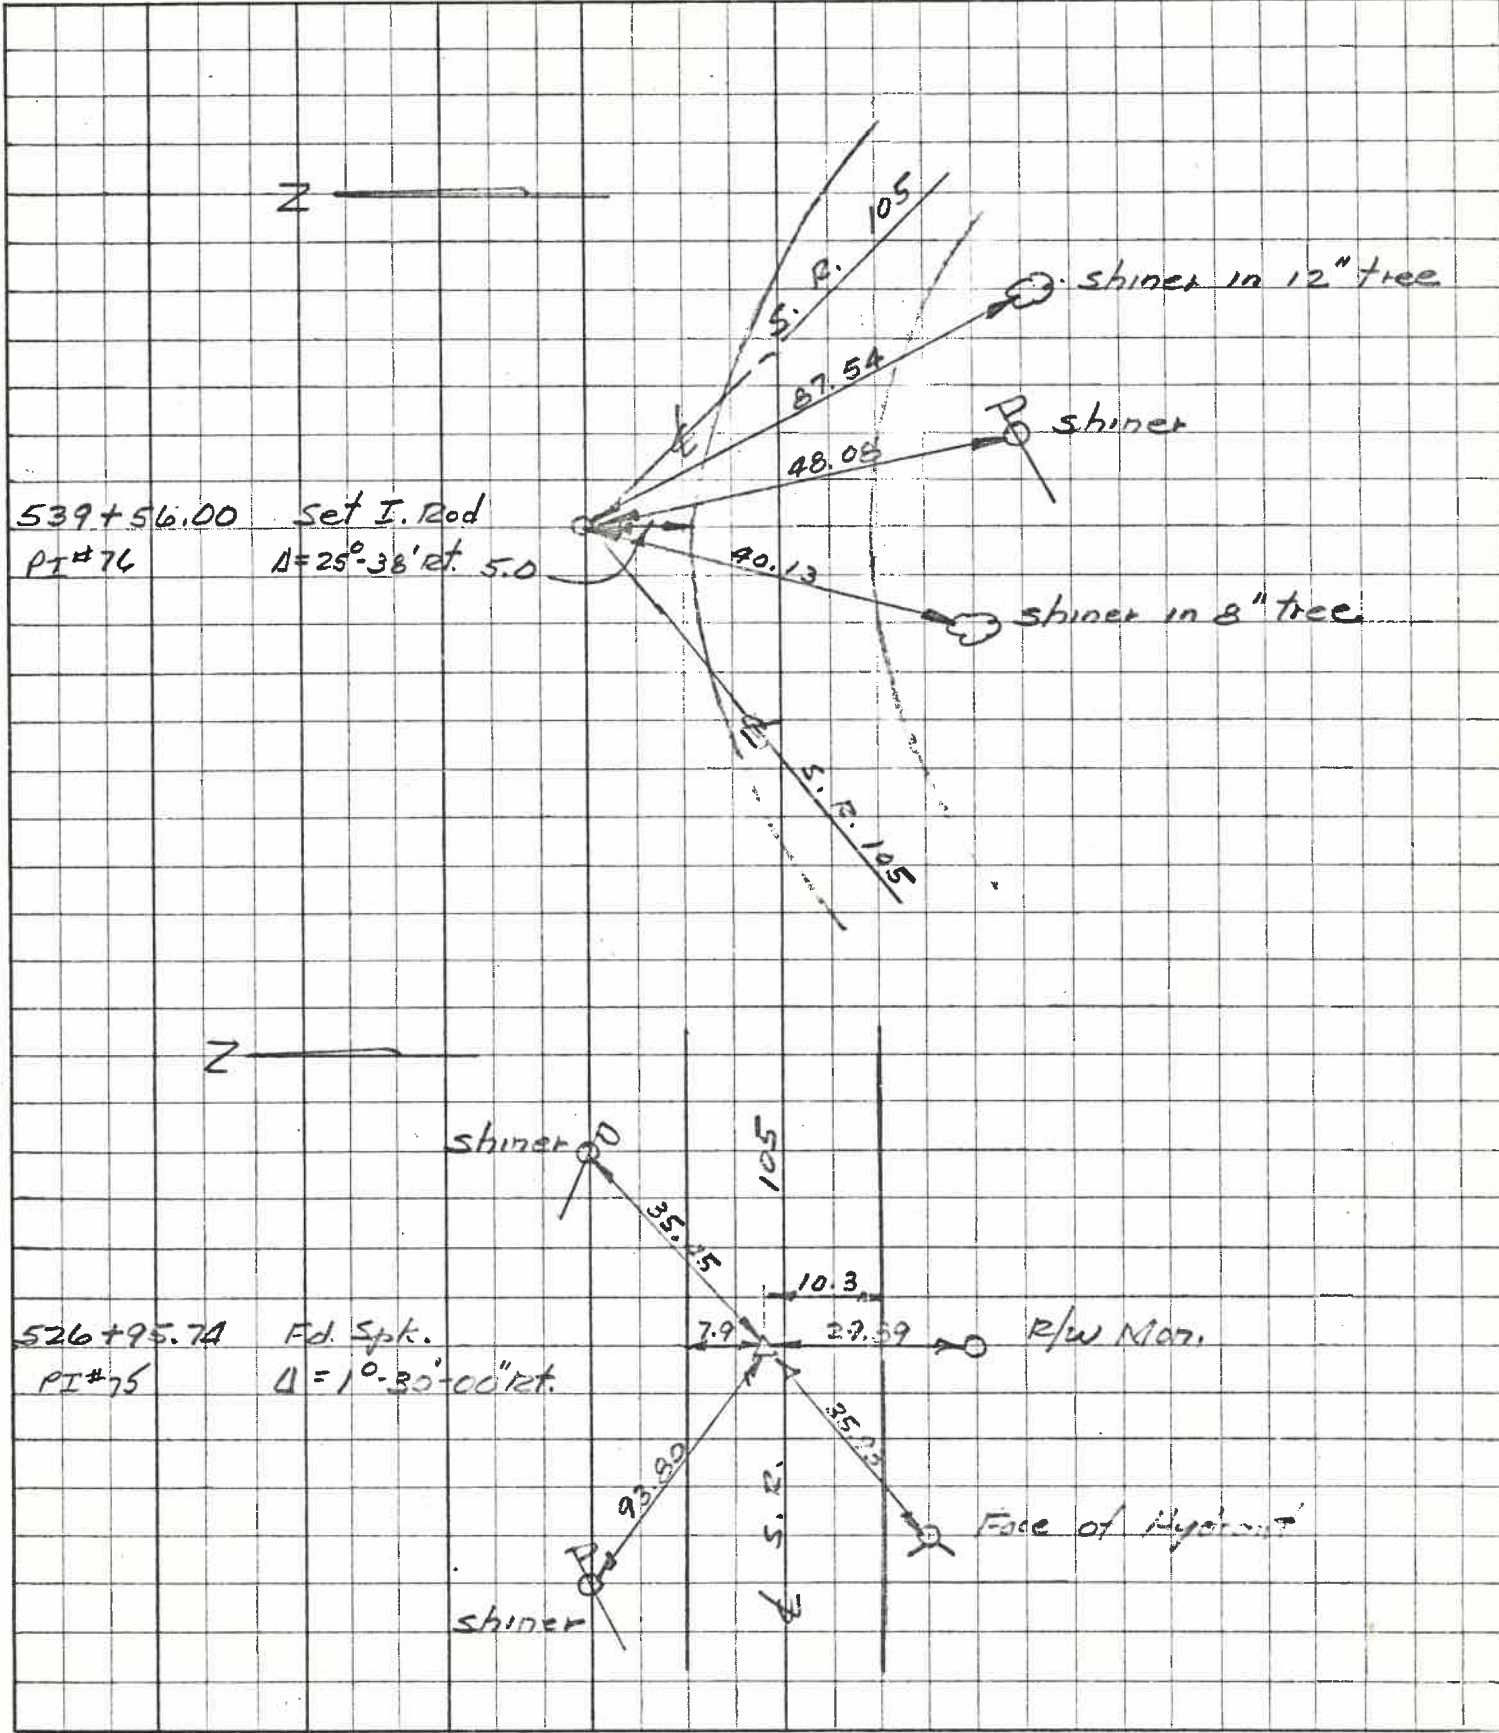 N
S. R. 105
shiner in 12" tree
87.54
℄
shiner
48.08
539+56.00 Set I. Rod
PI#76 Δ=25°-38' Rt. 5.0
40.13
shiner in 8" tree
℄
S. R. 105
N
shiner
105
35.
10.3
526+95.74 Fd. Spk.
7.9
R/W Mon.
PI#75 Δ=1°-30'-00" Rt.
93.80
S. R.
Face of Hydrant
℄
shiner